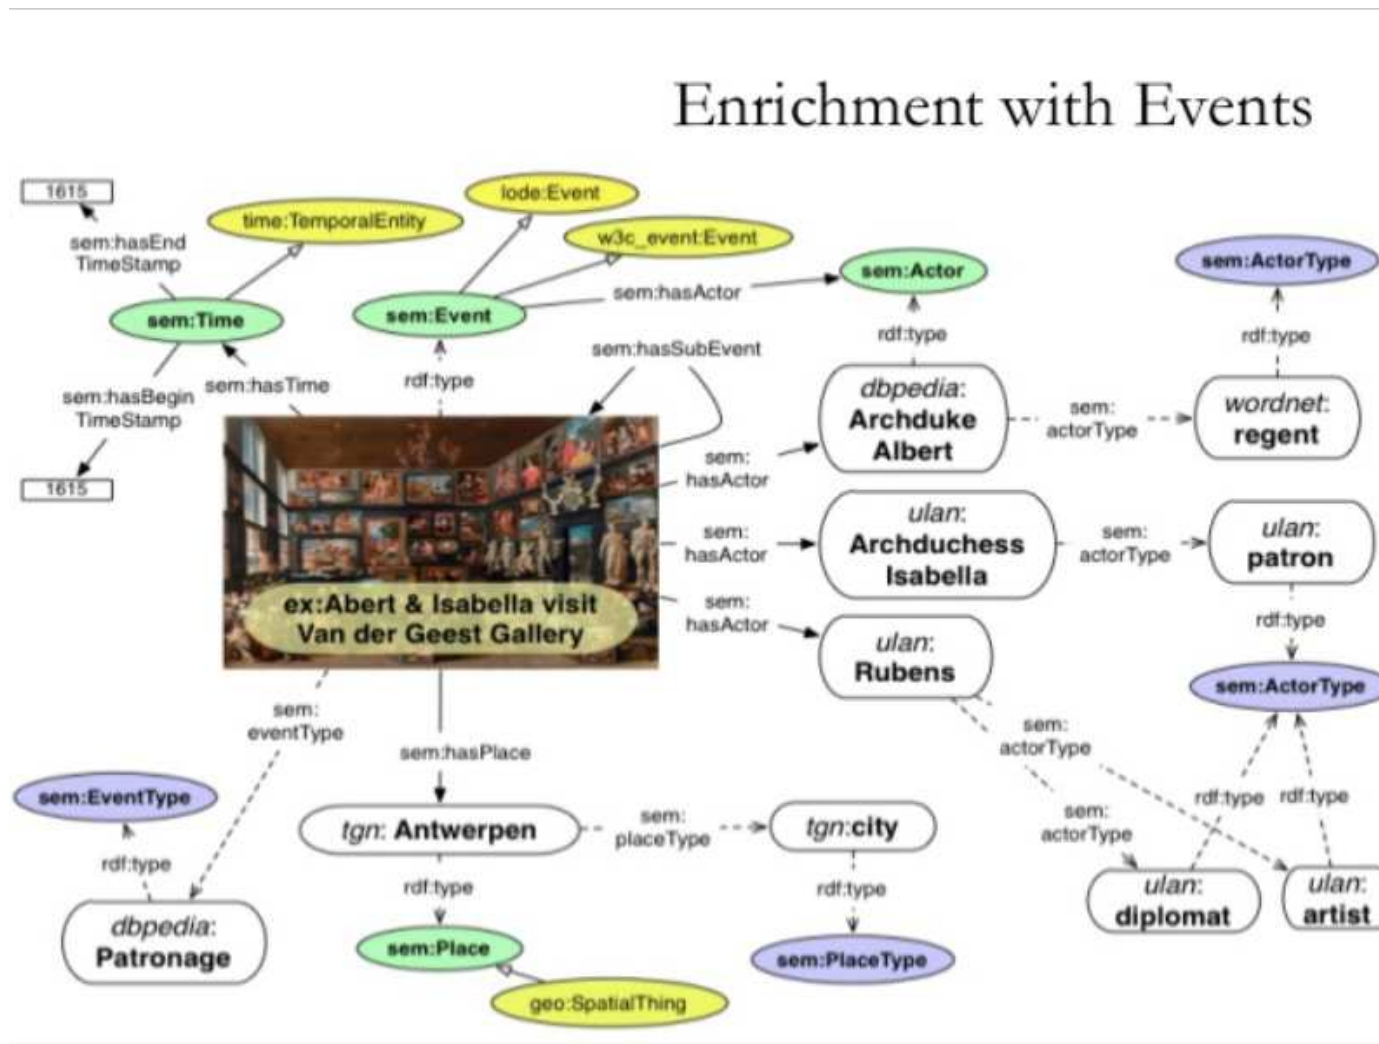 Enrichment with Events
1615
sem:hasEnd
TimeStamp
time:TemporalEntity
lode:Event
w3c_event:Event
sem:Time
sem:Event
sem:hasActor
sem:Actor
sem:ActorType
rdf:type
rdf:type
sem:hasSubEvent
sem:hasBegin
TimeStamp
sem:hasTime
rdf:type
1615
dbpedia:
Archduke
Albert
sem:
actorType
wordnet:
regent
sem:
hasActor
sem:
hasActor
ulan:
Archduchess
Isabella
sem:
actorType
ulan:
patron
ex:Abert & Isabella visit
Van der Geest Gallery
sem:
hasActor
ulan:
Rubens
rdf:type
sem:ActorType
sem:
eventType
sem:hasPlace
sem:
actorType
sem:EventType
rdf:type
tgn: Antwerpen
sem:
placeType
tgn:city
sem:
actorType
rdf:type
rdf:type
rdf:type
rdf:type
dbpedia:
Patronage
ulan:
diplomat
ulan:
artist
sem:Place
sem:PlaceType
geo:SpatialThing